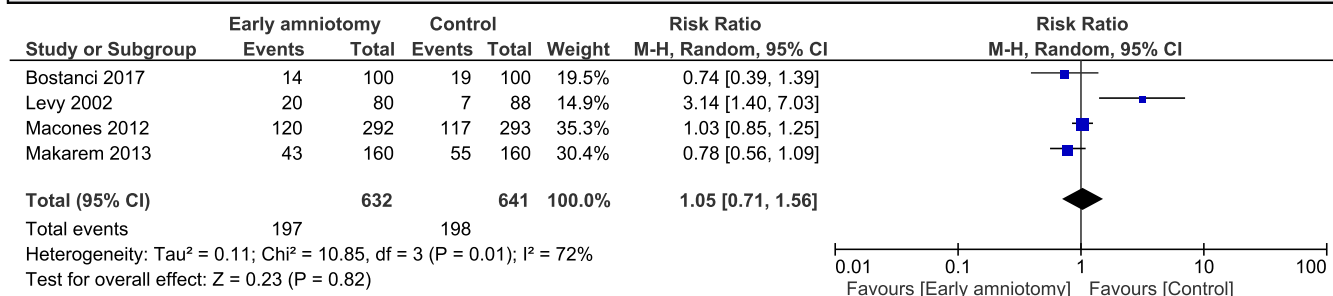 Early amniotomy Control Risk Ratio Risk Ratio
Study or Subgroup Events Total Events Total Weight M-H, Random, 95% CI M-H, Random, 95% CI
Bostanci 2017 14 100 19 100 19.5% 0.74 [0.39, 1.39]
Levy 2002 20 80 7 88 14.9% 3.14 [1.40, 7.03]
Macones 2012 120 292 117 293 35.3% 1.03 [0.85, 1.25]
Makarem 2013 43 160 55 160 30.4% 0.78 [0.56, 1.09]
Total (95% CI) 632 641 100.0% 1.05 [0.71, 1.56]
Total events 197 198
Heterogeneity: Tau² = 0.11; Chi² = 10.85, df = 3 (P = 0.01); I² = 72%
Test for overall effect: Z = 0.23 (P = 0.82)
0.01 0.1 1 10 100
Favours [Early amniotomy] Favours [Control]